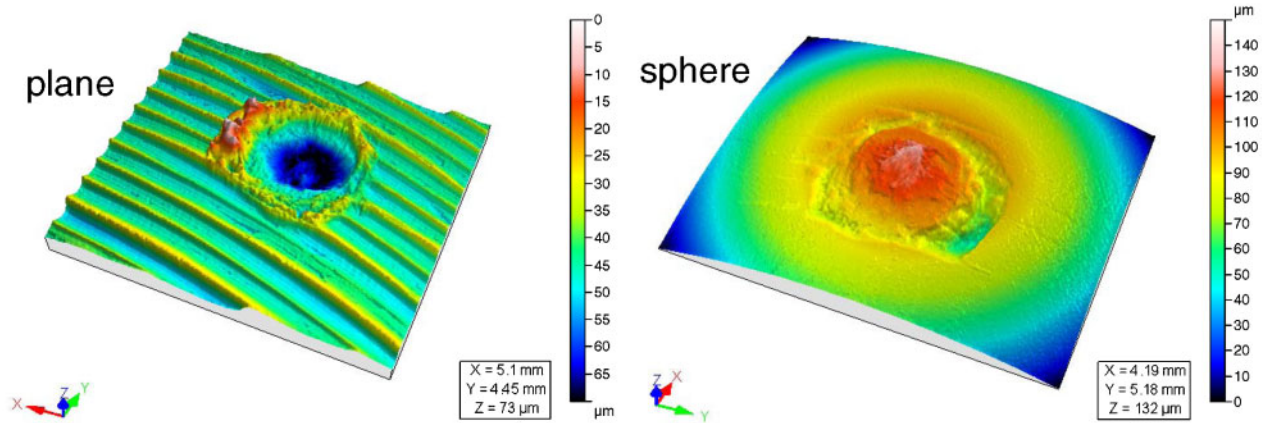 plane
0
5
10
15
20
25
30
35
40
45
50
55
60
65
µm
X = 5.1 mm
Y = 4.45 mm
Z = 73 µm
X
Z
Y
sphere
µm
140
130
120
110
100
90
80
70
60
50
40
30
20
10
0
X = 4.19 mm
Y = 5.18 mm
Z = 132 µm
Z
X
Y